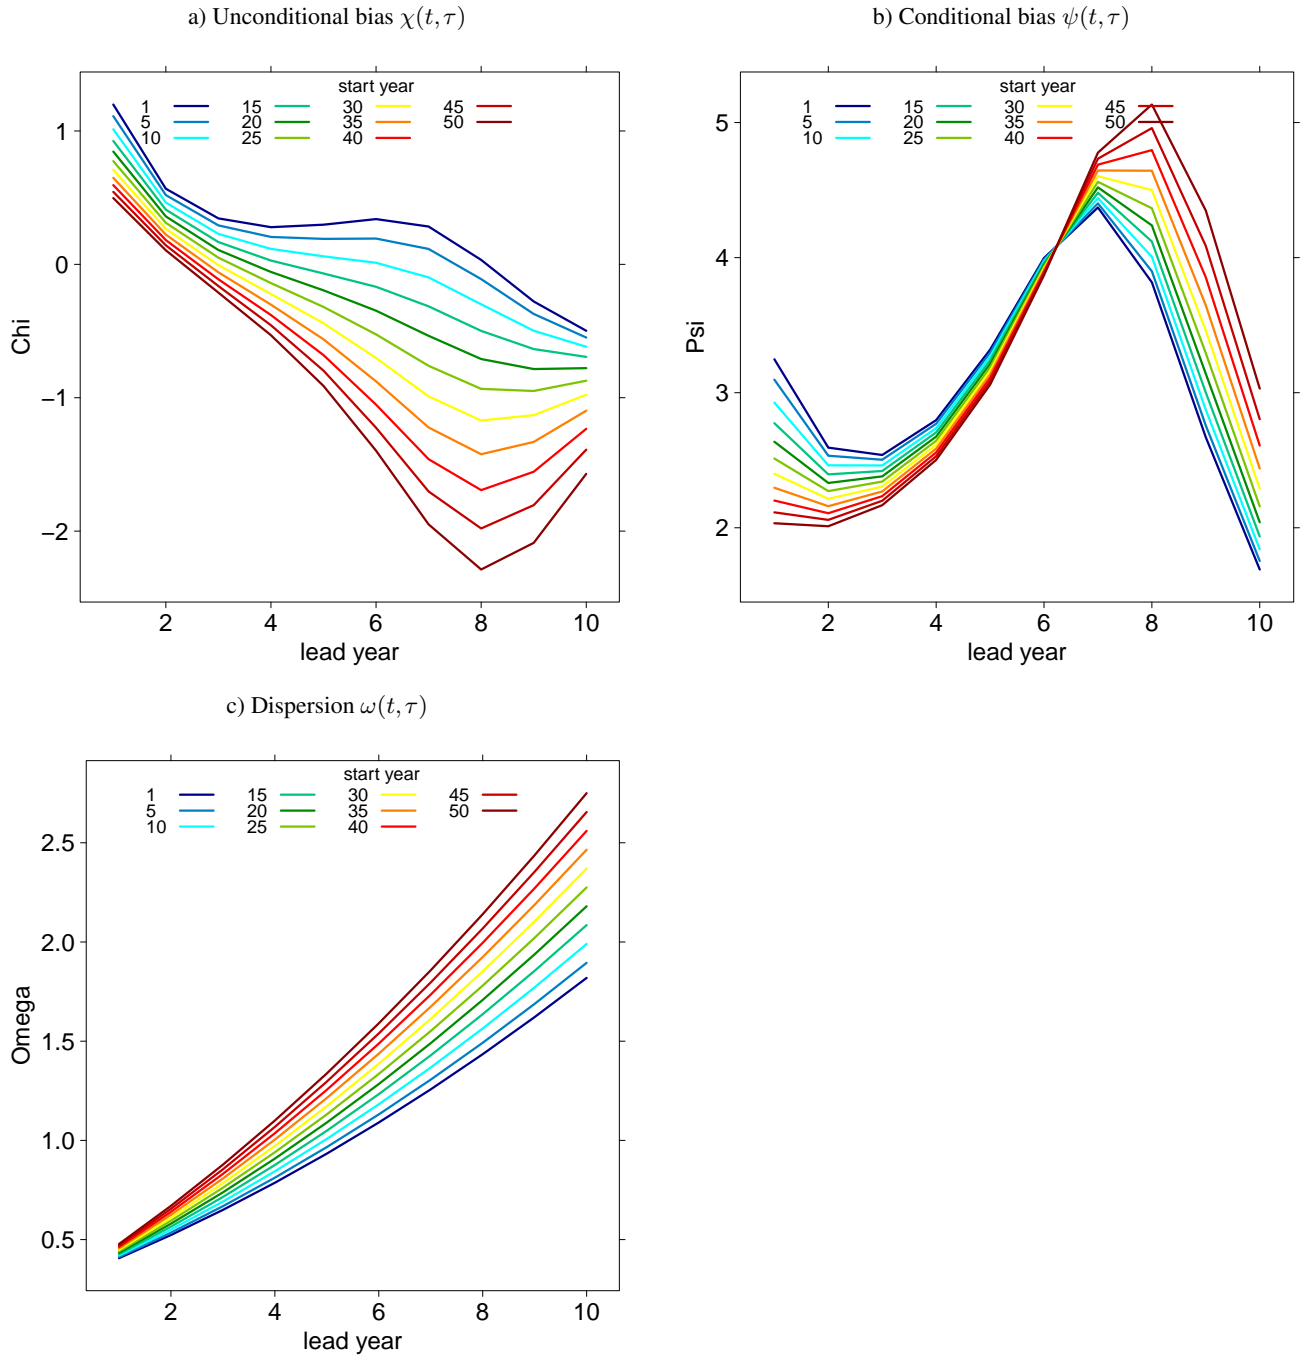 a) Unconditional bias χ(t, τ)
start year
1 15 30 45
5 20 35 50
10 25 40
1
0
−1
−2
Chi
2 4 6 8 10
lead year
b) Conditional bias ψ(t, τ)
start year
1 15 30 45
5 20 35 50
10 25 40
5
4
3
2
Psi
2 4 6 8 10
lead year
c) Dispersion ω(t, τ)
start year
1 15 30 45
5 20 35 50
10 25 40
2.5
2.0
1.5
1.0
0.5
Omega
2 4 6 8 10
lead year